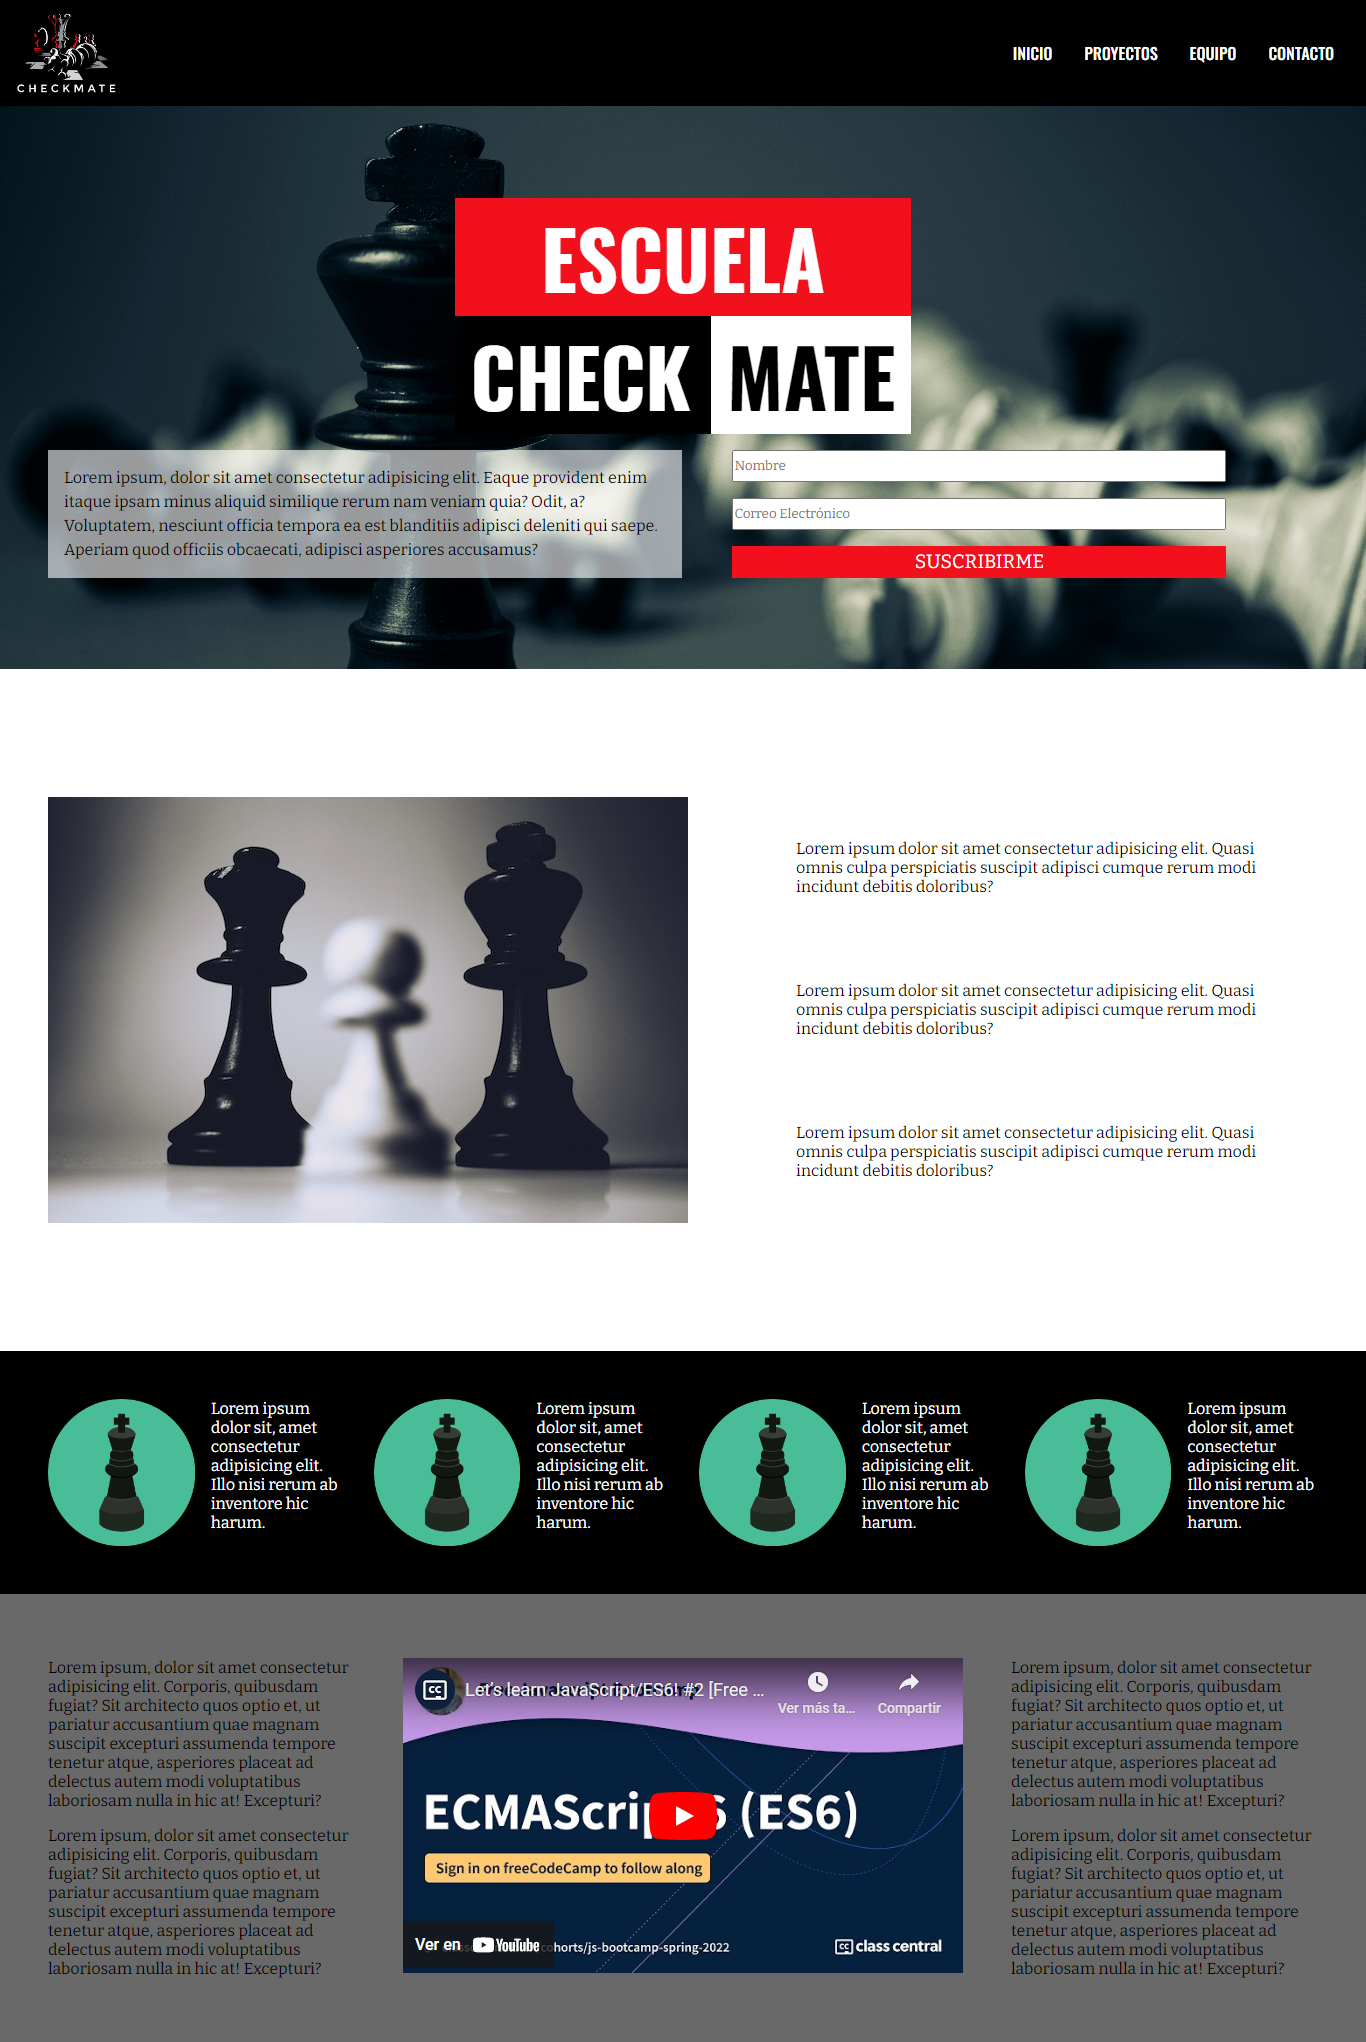 CHECKMATE
INICIO PROYECTOS EQUIPO CONTACTO
ESCUELA
CHECK MATE
Lorem ipsum, dolor sit amet consectetur adipisicing elit. Eaque provident enim
itaque ipsam minus aliquid similique rerum nam veniam quia? Odit, a?
Voluptatem, nesciunt officia tempora ea est blanditiis adipisci deleniti qui saepe.
Aperiam quod officiis obcaecati, adipisci asperiores accusamus?
Nombre
Correo Electrónico
SUSCRIBIRME
Lorem ipsum dolor sit amet consectetur adipisicing elit. Quasi
omnis culpa perspiciatis suscipit adipisci cumque rerum modi
incidunt debitis doloribus?
Lorem ipsum dolor sit amet consectetur adipisicing elit. Quasi
omnis culpa perspiciatis suscipit adipisci cumque rerum modi
incidunt debitis doloribus?
Lorem ipsum dolor sit amet consectetur adipisicing elit. Quasi
omnis culpa perspiciatis suscipit adipisci cumque rerum modi
incidunt debitis doloribus?
Lorem ipsum
dolor sit, amet
consectetur
adipisicing elit.
Illo nisi rerum ab
inventore hic
harum.
Lorem ipsum
dolor sit, amet
consectetur
adipisicing elit.
Illo nisi rerum ab
inventore hic
harum.
Lorem ipsum
dolor sit, amet
consectetur
adipisicing elit.
Illo nisi rerum ab
inventore hic
harum.
Lorem ipsum
dolor sit, amet
consectetur
adipisicing elit.
Illo nisi rerum ab
inventore hic
harum.
Lorem ipsum, dolor sit amet consectetur
adipisicing elit. Corporis, quibusdam
fugiat? Sit architecto quos optio et, ut
pariatur accusantium quae magnam
suscipit excepturi assumenda tempore
tenetur atque, asperiores placeat ad
delectus autem modi voluptatibus
laboriosam nulla in hic at! Excepturi?
Lorem ipsum, dolor sit amet consectetur
adipisicing elit. Corporis, quibusdam
fugiat? Sit architecto quos optio et, ut
pariatur accusantium quae magnam
suscipit excepturi assumenda tempore
tenetur atque, asperiores placeat ad
delectus autem modi voluptatibus
laboriosam nulla in hic at! Excepturi?
CC Let's learn JavaScript/ES6! #2 [Free ...
Ver más ta... Compartir
ECMAScrip 6 (ES6)
Sign in on freeCodeCamp to follow along
Ver en YouTube
ohorts/js-bootcamp-spring-2022
CC class central
Lorem ipsum, dolor sit amet consectetur
adipisicing elit. Corporis, quibusdam
fugiat? Sit architecto quos optio et, ut
pariatur accusantium quae magnam
suscipit excepturi assumenda tempore
tenetur atque, asperiores placeat ad
delectus autem modi voluptatibus
laboriosam nulla in hic at! Excepturi?
Lorem ipsum, dolor sit amet consectetur
adipisicing elit. Corporis, quibusdam
fugiat? Sit architecto quos optio et, ut
pariatur accusantium quae magnam
suscipit excepturi assumenda tempore
tenetur atque, asperiores placeat ad
delectus autem modi voluptatibus
laboriosam nulla in hic at! Excepturi?